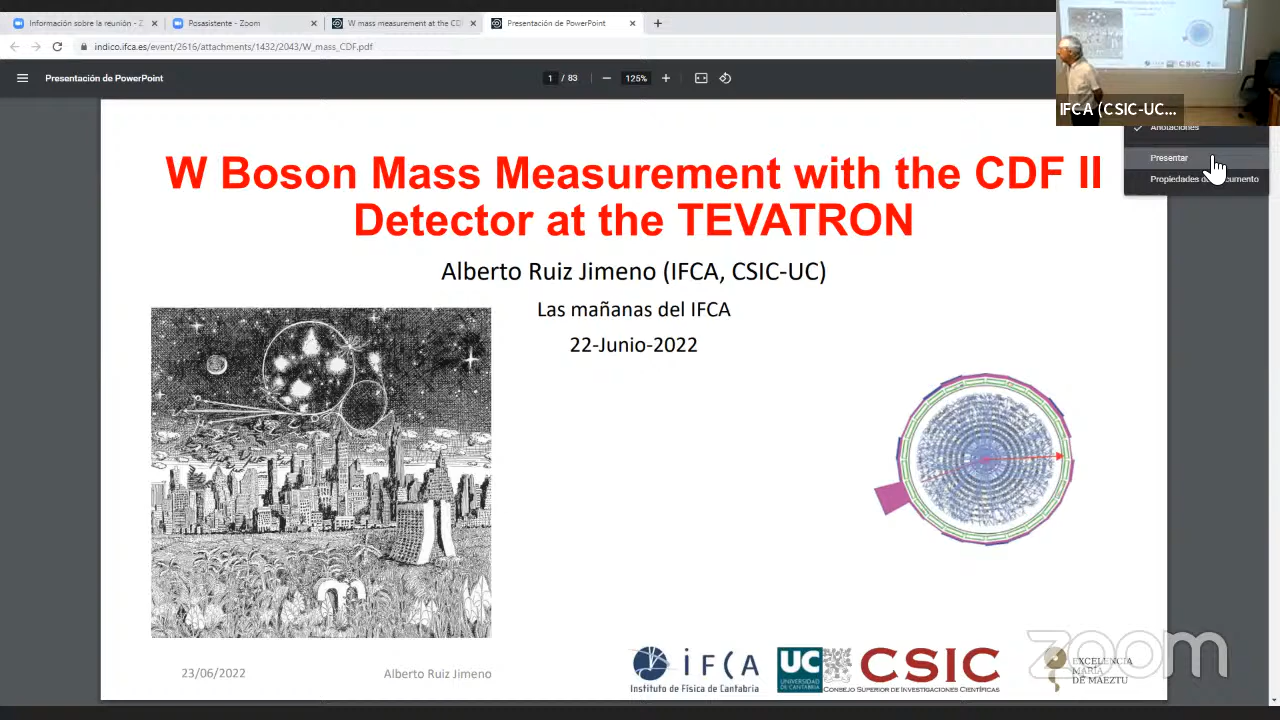 Información sobre la reunión - Z
Posasistente - Zoom
W mass measurement at the CD
Presentación de PowerPoint
indico.ifca.es/event/2616/attachments/1432/2043/W_mass_CDF.pdf
Presentación de PowerPoint
1 / 83
125%
IFCA (CSIC-UC...
Anotaciones
Presentar
Propiedades
W Boson Mass Measurement with the CDF II
Detector at the TEVATRON
Alberto Ruiz Jimeno (IFCA, CSIC-UC)
Las mañanas del IFCA
22-Junio-2022
23/06/2022
Alberto Ruiz Jimeno
iFCA
Instituto de Física de Cantabria
UC
UNIVERSIDAD
DE CANTABRIA
CSIC
CONSEJO SUPERIOR DE INVESTIGACIONES CIENTÍFICAS
EXCELENCIA
MARÍA
DE MAEZTU
zoom